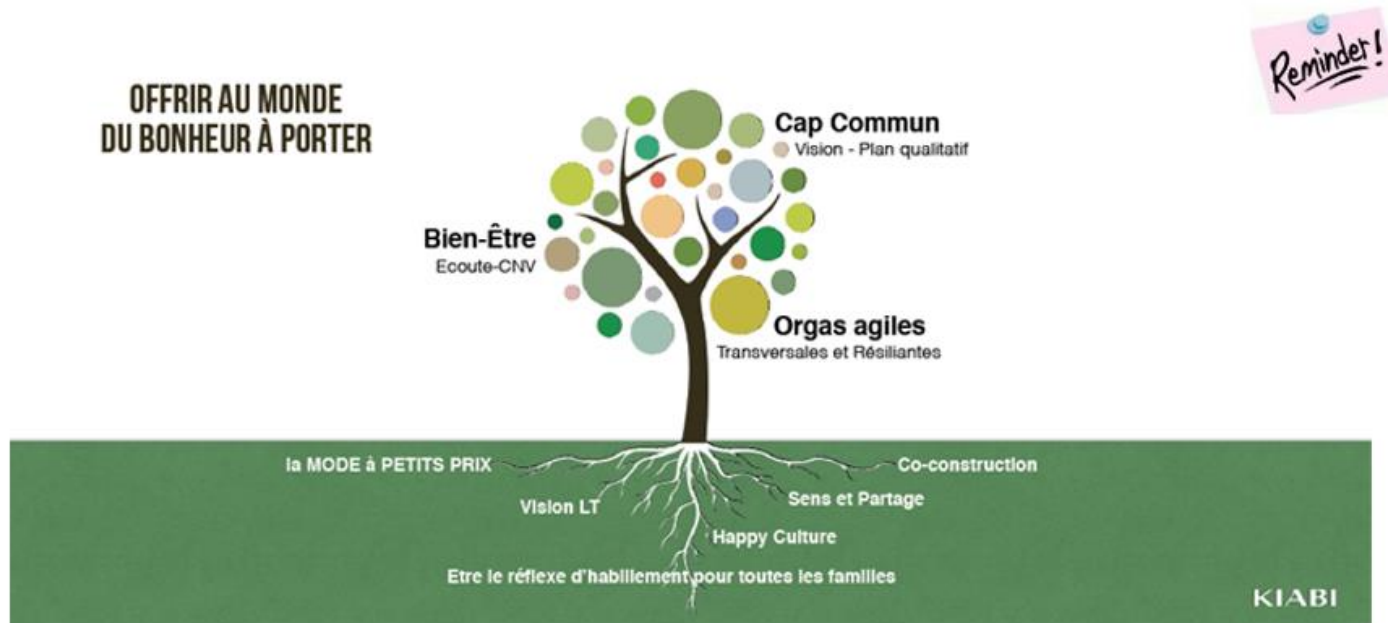 Reminder!
OFFRIR AU MONDE
DU BONHEUR À PORTER
Cap Commun
Vision - Plan qualitatif
Bien-Être
Ecoute-CNV
Orgas agiles
Transversales et Résiliantes
la MODE à PETITS PRIX
Co-construction
Vision LT
Sens et Partage
Happy Culture
Etre le réflexe d'habillement pour toutes les familles
KIABI